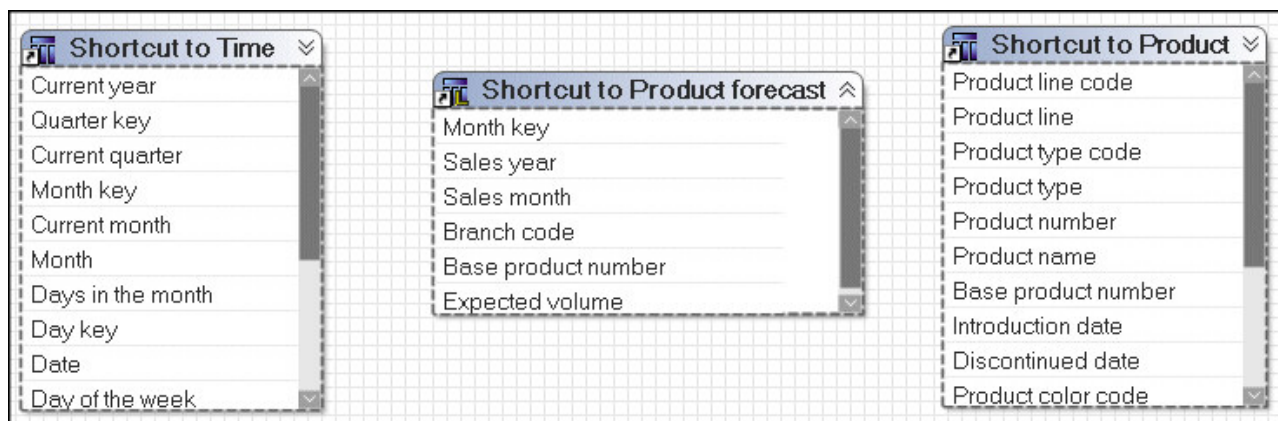 Shortcut to Time
Current year
Quarter key
Current quarter
Month key
Current month
Month
Days in the month
Day key
Date
Day of the week
Shortcut to Product forecast
Month key
Sales year
Sales month
Branch code
Base product number
Expected volume
Shortcut to Product
Product line code
Product line
Product type code
Product type
Product number
Product name
Base product number
Introduction date
Discontinued date
Product color code